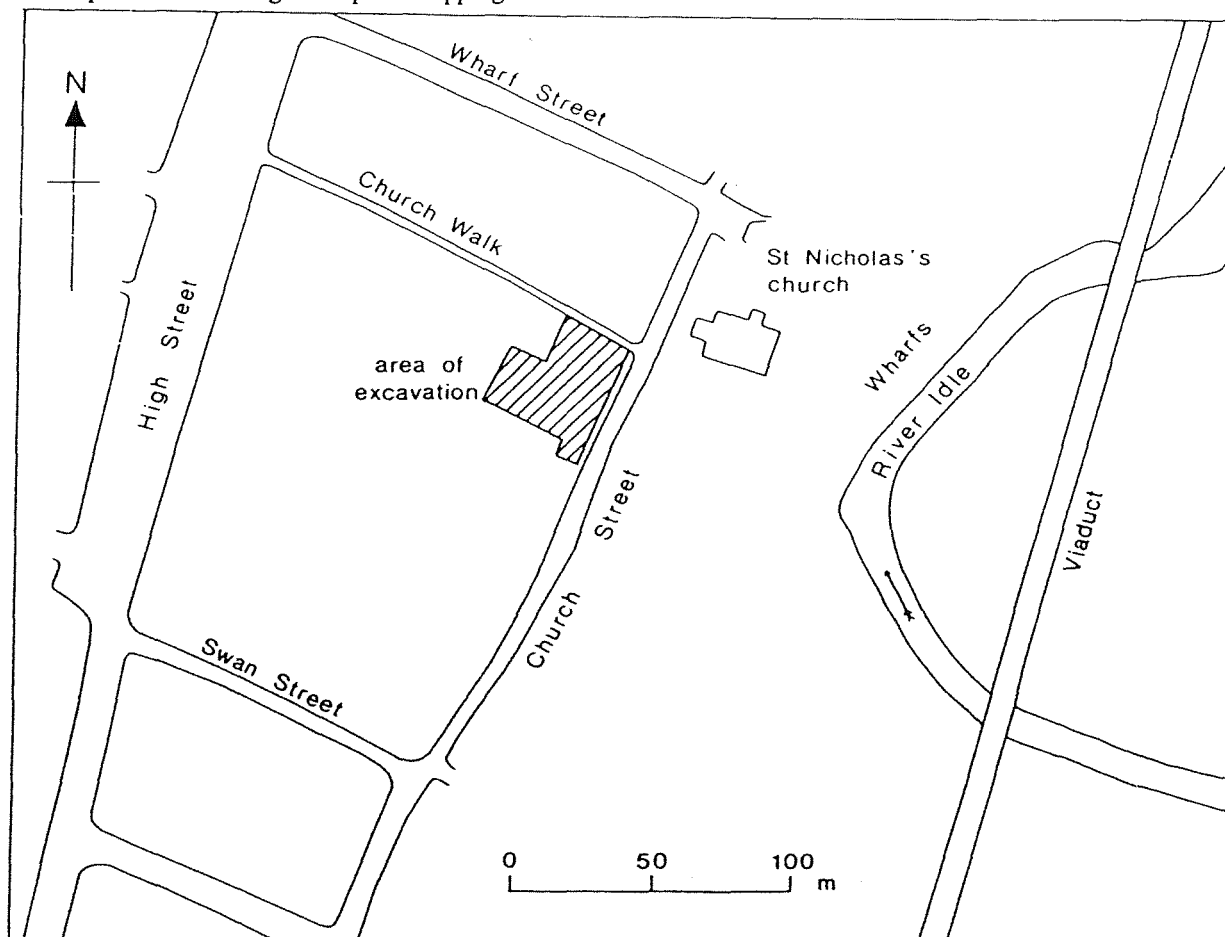 Wharf Street
N
Church Walk
St Nicholas's
church
High Street
area of
excavation
Wharfs
River Idle
Church Street
Viaduct
Swan Street
0 50 100
m